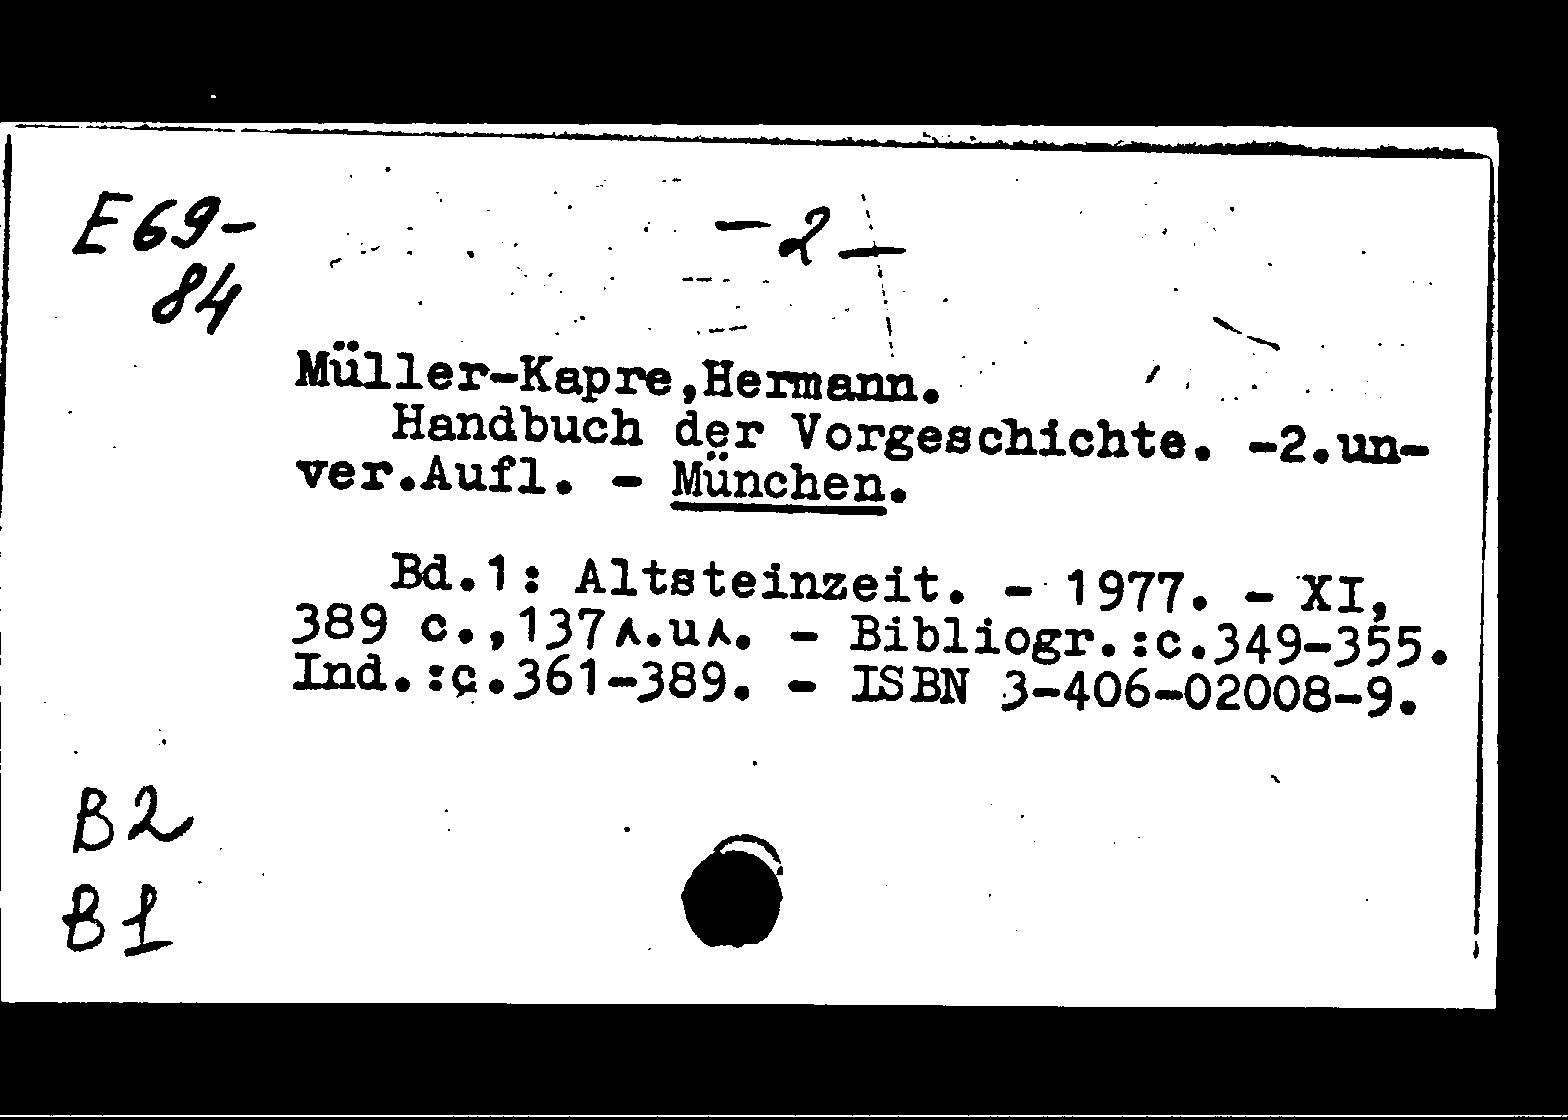 E69-
84
-2-
Müller-Kapre,Hermann.
Handbuch der Vorgeschichte. -2.un-
ver.Aufl. - München.
Bd.1: Altsteinzeit. - 1977. - XI,
389 с.,137л.ил. - Bibliogr.:с.349-355.
Ind.:с.361-389. - ISBN 3-406-02008-9.
B2
B1